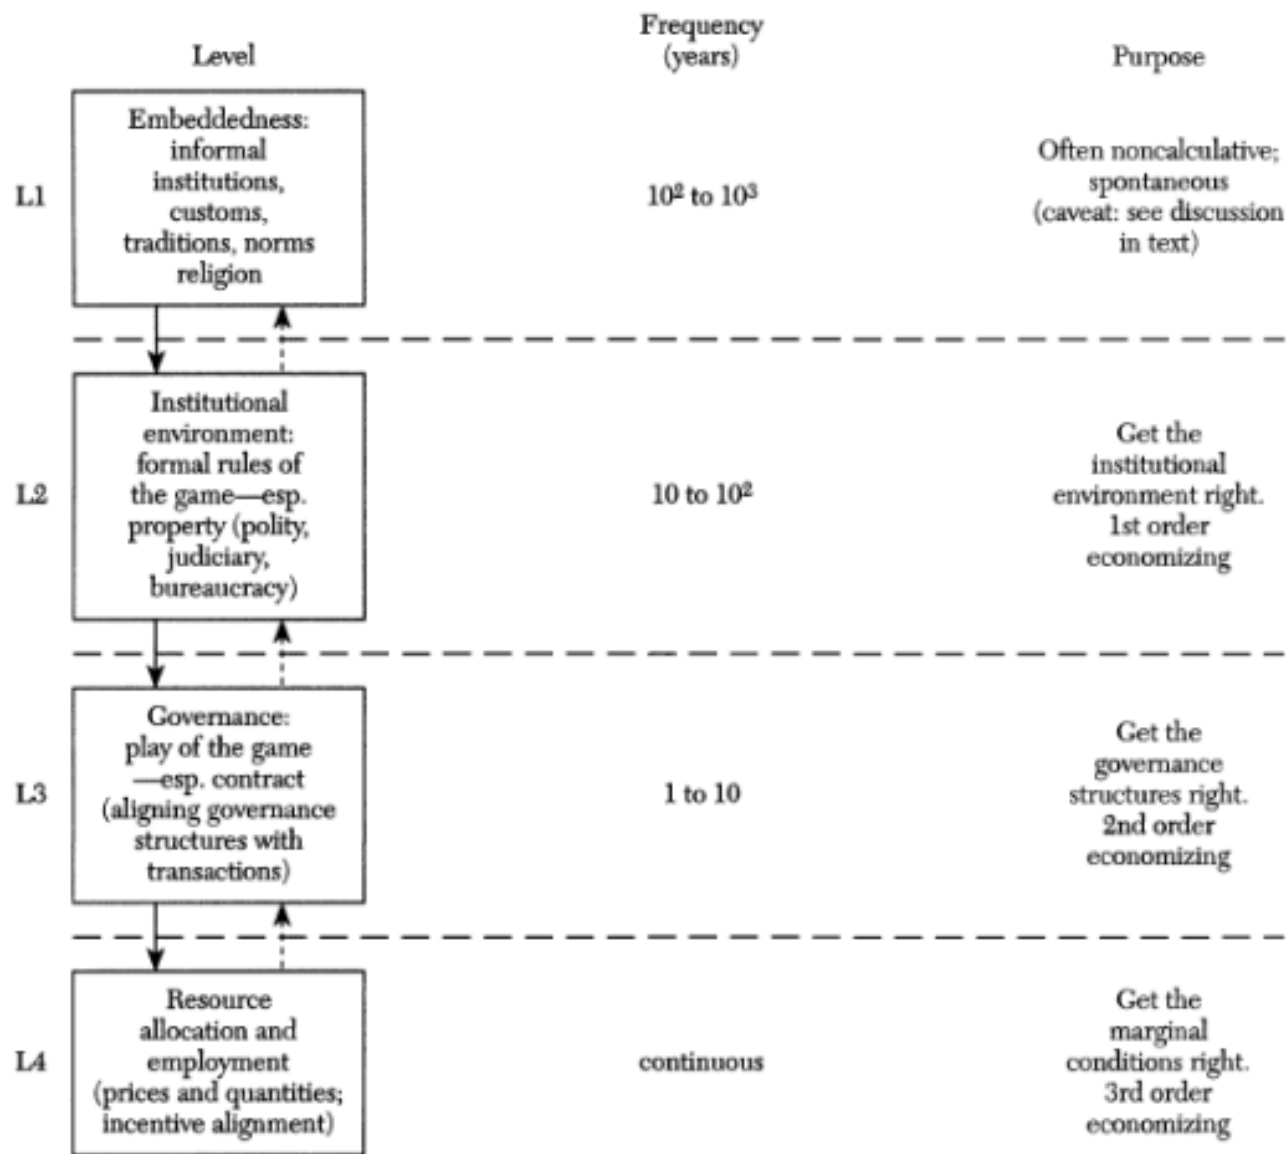 Level
Frequency
(years)
Purpose
L1
Embeddedness:
informal
institutions,
customs,
traditions, norms
religion
10² to 10³
Often noncalculative;
spontaneous
(caveat: see discussion
in text)
L2
Institutional
environment:
formal rules of
the game—esp.
property (polity,
judiciary,
bureaucracy)
10 to 10²
Get the
institutional
environment right.
1st order
economizing
L3
Governance:
play of the game
—esp. contract
(aligning governance
structures with
transactions)
1 to 10
Get the
governance
structures right.
2nd order
economizing
L4
Resource
allocation and
employment
(prices and quantities;
incentive alignment)
continuous
Get the
marginal
conditions right.
3rd order
economizing